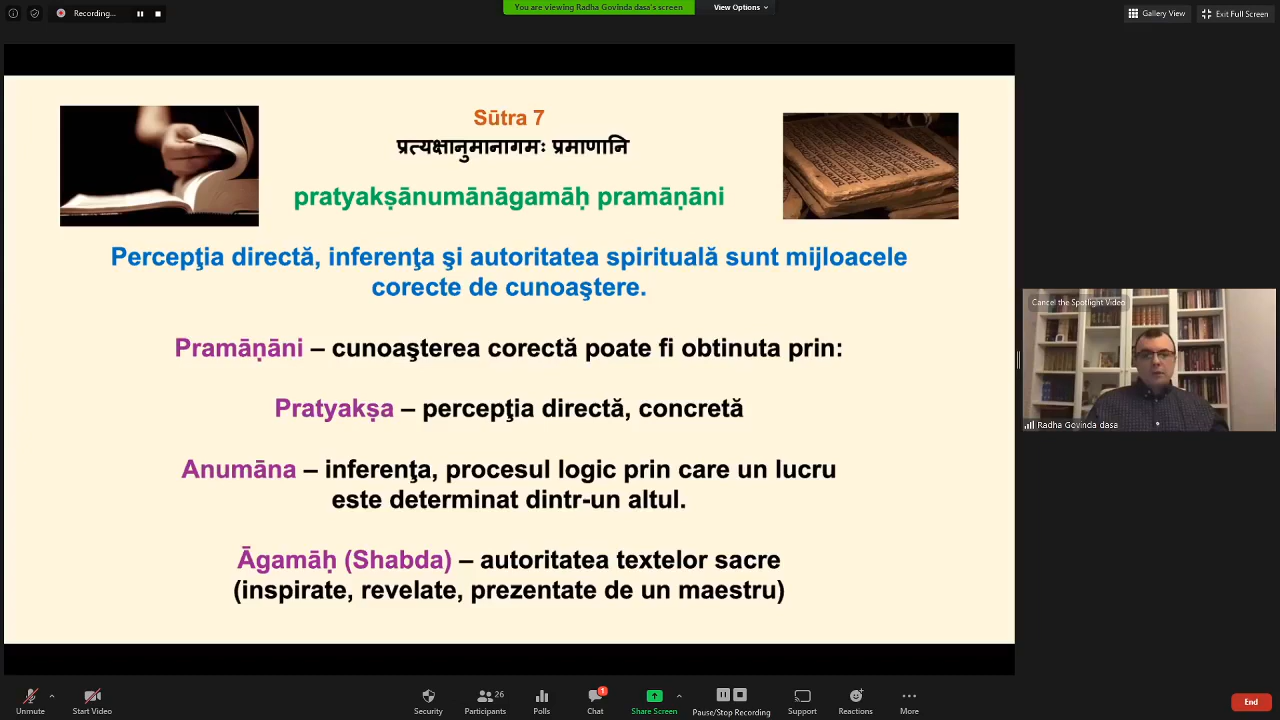 Recording...
You are viewing Radha Govinda dasa's screen
View Options
Gallery View
Exit Full Screen
Sūtra 7
प्रत्यक्षानुमानागमः प्रमाणानि
pratyakṣānumānāgamāḥ pramāṇāni
Percepţia directă, inferenţa şi autoritatea spirituală sunt mijloacele
corecte de cunoaştere.
Pramāṇāni – cunoaşterea corectă poate fi obtinuta prin:
Pratyakṣa – percepţia directă, concretă
Anumāna – inferenţa, procesul logic prin care un lucru
este determinat dintr-un altul.
Āgamāḥ (Shabda) – autoritatea textelor sacre
(inspirate, revelate, prezentate de un maestru)
Cancel the Spotlight Video
Radha Govinda dasa
Unmute
Start Video
Security
26
Participants
Polls
1
Chat
Share Screen
Pause/Stop Recording
Support
Reactions
More
End